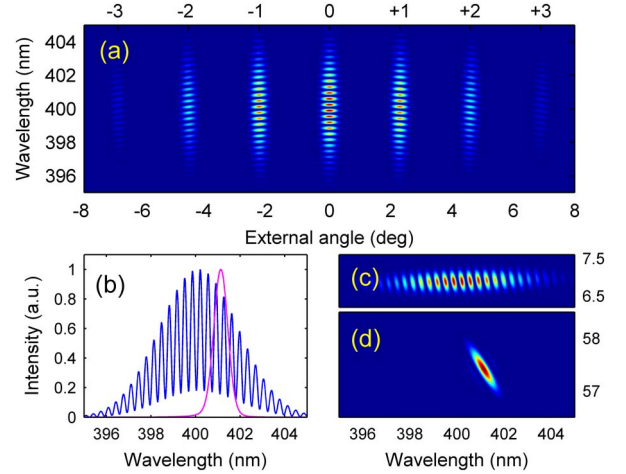 -3 -2 -1 0 +1 +2 +3
(a)
Wavelength (nm)
404
402
400
398
396
-8 -6 -4 -2 0 2 4 6 8
External angle (deg)
(b)
Intensity (a.u.)
1
0.8
0.6
0.4
0.2
0
396 398 400 402 404
Wavelength (nm)
(c)
7.5
6.5
(d)
58
57
396 398 400 402 404
Wavelength (nm)